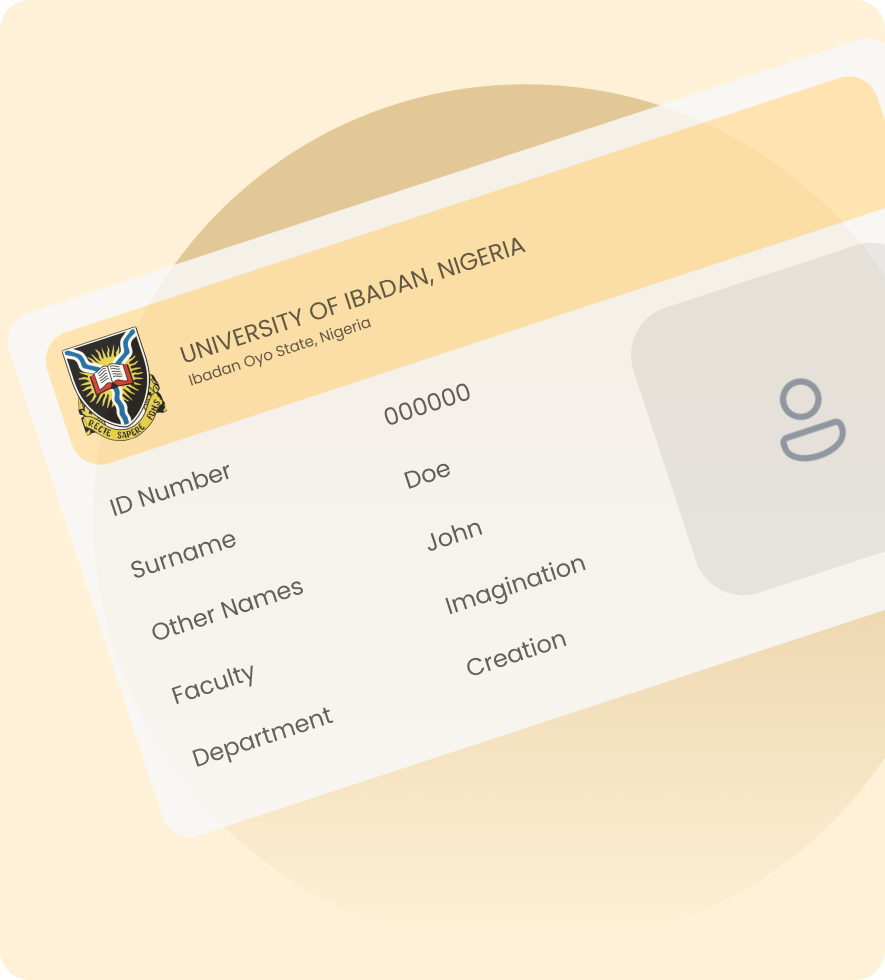 UNIVERSITY OF IBADAN, NIGERIA
Ibadan Oyo State, Nigeria
RECTE SAPERE FONS
ID Number 000000
Surname Doe
Other Names John
Faculty Imagination
Department Creation